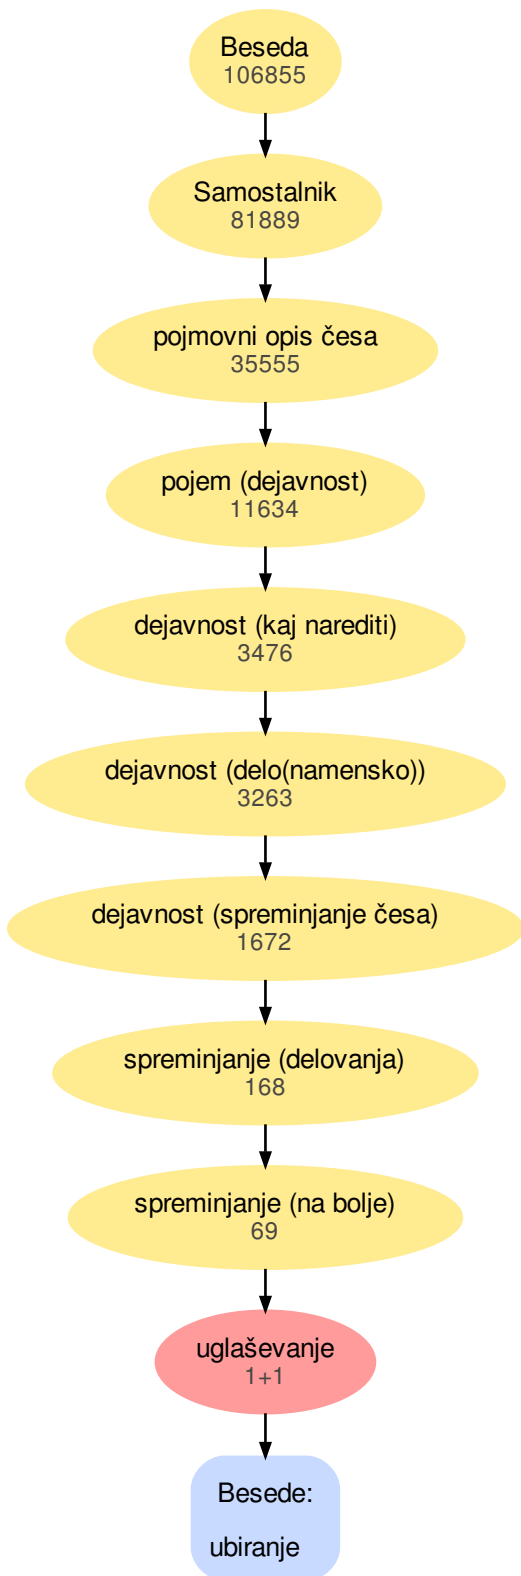 Beseda
106855
Samostalnik
81889
pojmovni opis česa
35555
pojem (dejavnost)
11634
dejavnost (kaj narediti)
3476
dejavnost (delo(namensko))
3263
dejavnost (spreminjanje česa)
1672
spreminjanje (delovanja)
168
spreminjanje (na bolje)
69
uglaševanje
1+1
Besede:
ubiranje